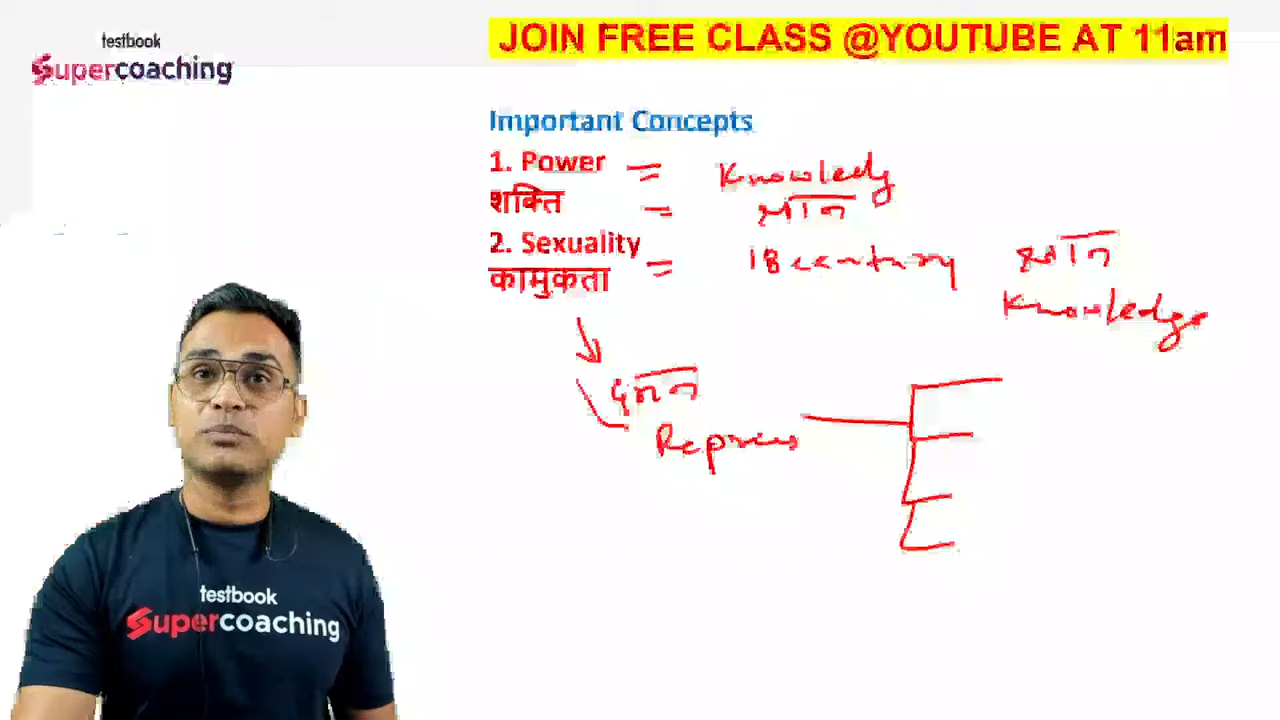 testbook
Supercoaching
JOIN FREE CLASS @YOUTUBE AT 11am
Important Concepts
1. Power = Knowledg
शक्ति = ज्ञान
2. Sexuality
कामुकता = 18 century ज्ञान
Knowledge
दमन
Repress
testbook
Supercoaching